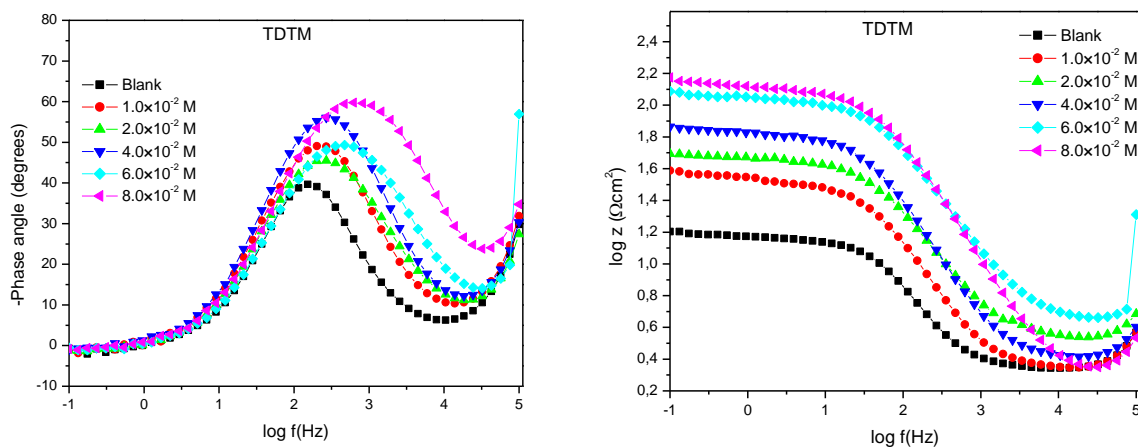 TDTM
Blank
1.0×10⁻² M
2.0×10⁻² M
4.0×10⁻² M
6.0×10⁻² M
8.0×10⁻² M
-Phase angle (degrees)
80
70
60
50
40
30
20
10
0
-10
-1 0 1 2 3 4 5
log f(Hz)
TDTM
Blank
1.0×10⁻² M
2.0×10⁻² M
4.0×10⁻² M
6.0×10⁻² M
8.0×10⁻² M
log z (Ωcm²)
2,6
2,4
2,2
2,0
1,8
1,6
1,4
1,2
1,0
0,8
0,6
0,4
0,2
-1 0 1 2 3 4 5
log f(Hz)